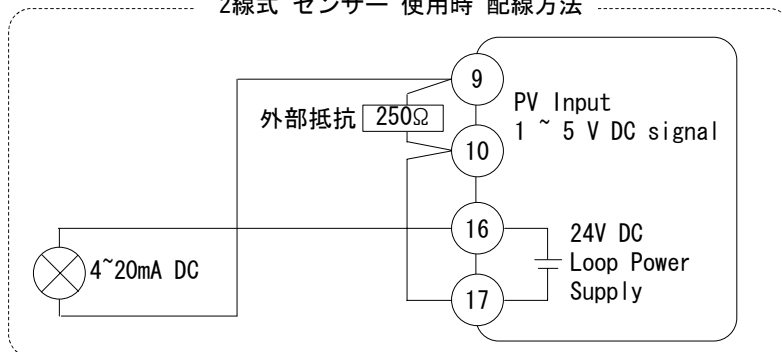 2線式 センサー 使用時 配線方法
9
PV Input
1 ~ 5 V DC signal
外部抵抗 250Ω
10
16
24V DC
Loop Power
Supply
4~20mA DC
17